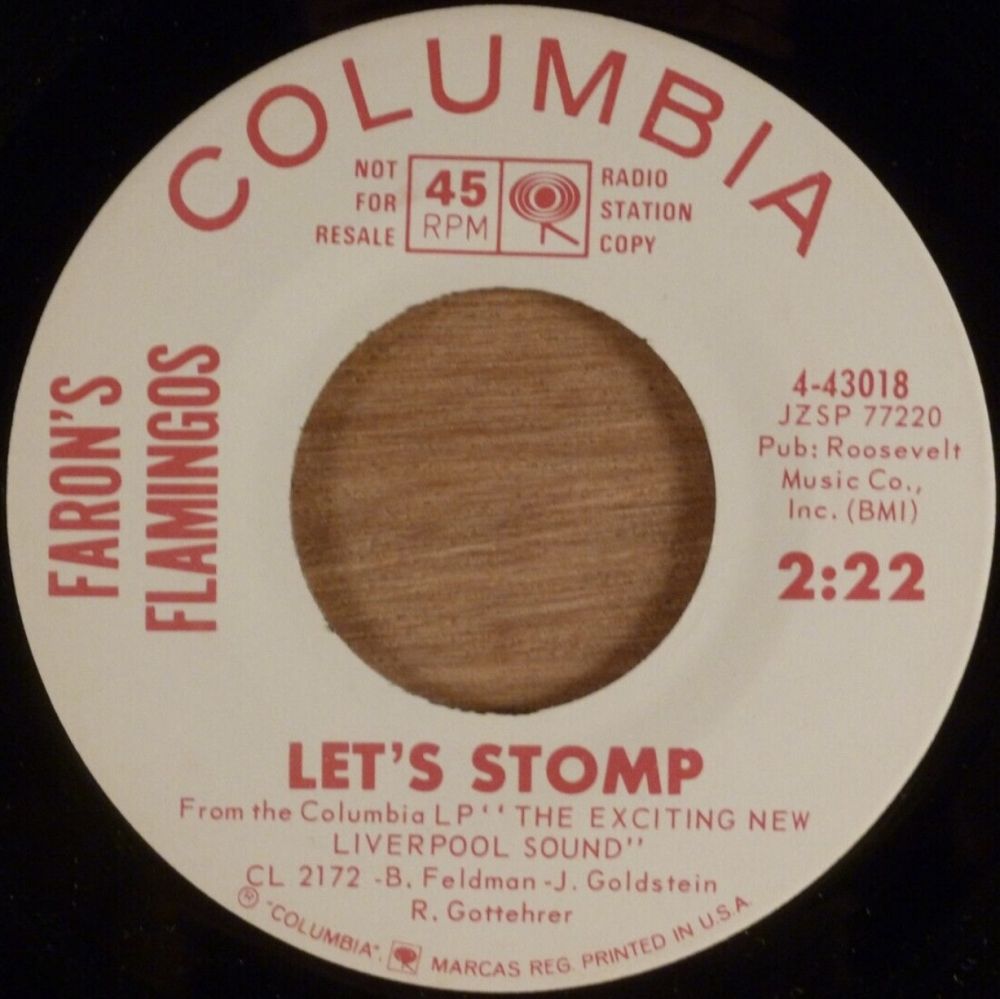 COLUMBIA
NOT
FOR
RESALE
45
RPM
RADIO
STATION
COPY
FARON'S
FLAMINGOS
4-43018
JZSP 77220
Pub: Roosevelt
Music Co.,
Inc. (BMI)
2:22
LET'S STOMP
From the Columbia LP '' THE EXCITING NEW
LIVERPOOL SOUND''
CL 2172 -B. Feldman -J. Goldstein
R. Gottehrer
® "COLUMBIA", MARCAS REG. PRINTED IN U.S.A.